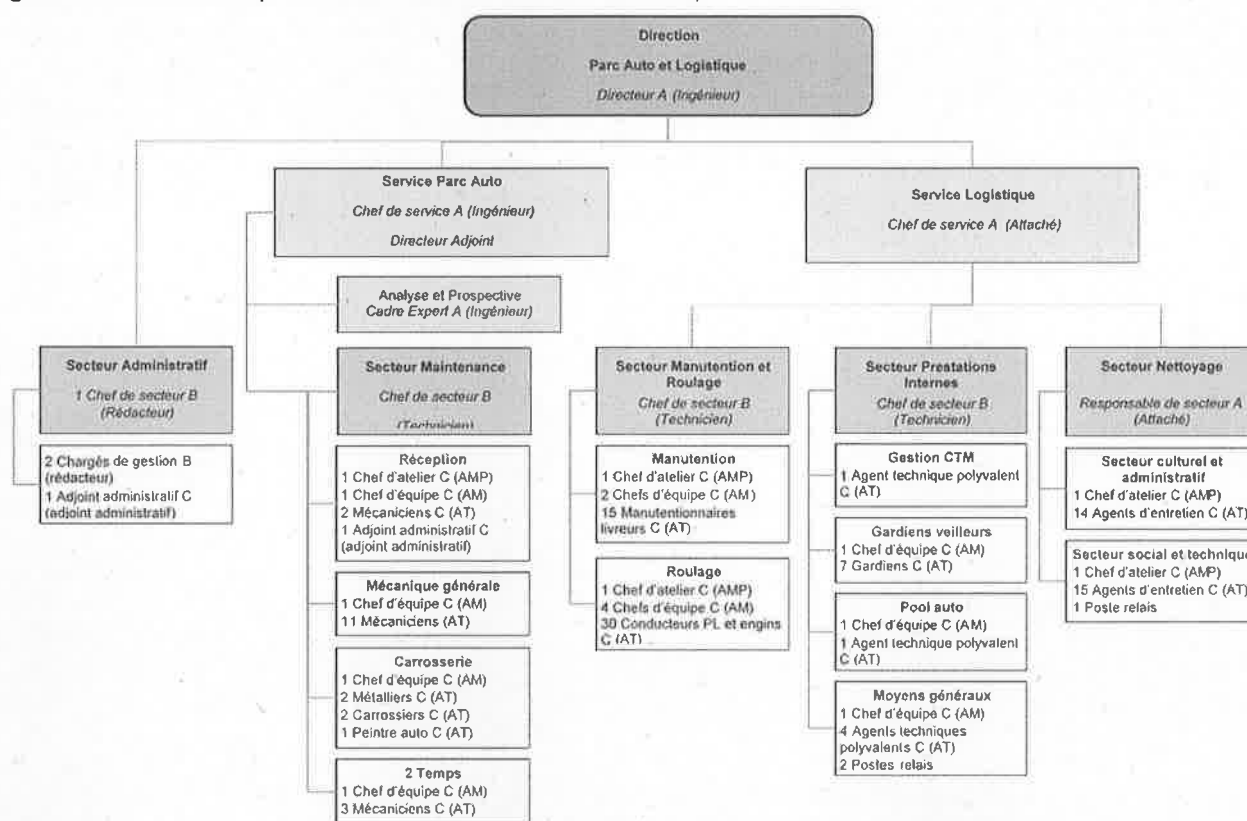 Direction
Parc Auto et Logistique
Directeur A (Ingénieur)
Service Parc Auto
Chef de service A (Ingénieur)
Directeur Adjoint
Service Logistique
Chef de service A (Attaché)
Analyse et Prospective
Cadre Expert A (Ingénieur)
Secteur Administratif
1 Chef de secteur B
(Rédacteur)
2 Chargés de gestion B
(rédacteur)
1 Adjoint administratif C
(adjoint administratif)
Secteur Maintenance
Chef de secteur B
(Technicien)
Réception
1 Chef d'atelier C (AMP)
1 Chef d'équipe C (AM)
2 Mécaniciens C (AT)
1 Adjoint administratif C
(adjoint administratif)
Mécanique générale
1 Chef d'équipe C (AM)
11 Mécaniciens (AT)
Carrosserie
1 Chef d'équipe C (AM)
2 Métalliers C (AT)
2 Carrossiers C (AT)
1 Peintre auto C (AT)
2 Temps
1 Chef d'équipe C (AM)
3 Mécaniciens C (AT)
Secteur Manutention et
Roulage
Chef de secteur B
(Technicien)
Manutention
1 Chef d'atelier C (AMP)
2 Chefs d'équipe C (AM)
15 Manutentionnaires
livreurs C (AT)
Roulage
1 Chef d'atelier C (AMP)
4 Chefs d'équipe C (AM)
30 Conducteurs PL et engins
C (AT)
Secteur Prestations
Internes
Chef de secteur B
(Technicien)
Gestion CTM
1 Agent technique polyvalent
C (AT)
Gardiens veilleurs
1 Chef d'équipe C (AM)
7 Gardiens C (AT)
Pool auto
1 Chef d'équipe C (AM)
1 Agent technique polyvalent
C (AT)
Moyens généraux
1 Chef d'équipe C (AM)
4 Agents techniques
polyvalents C (AT)
2 Postes relais
Secteur Nettoyage
Responsable de secteur A
(Attaché)
Secteur culturel et
administratif
1 Chef d'atelier C (AMP)
14 Agents d'entretien C (AT)
Secteur social et technique
1 Chef d'atelier C (AMP)
15 Agents d'entretien C (AT)
1 Poste relais